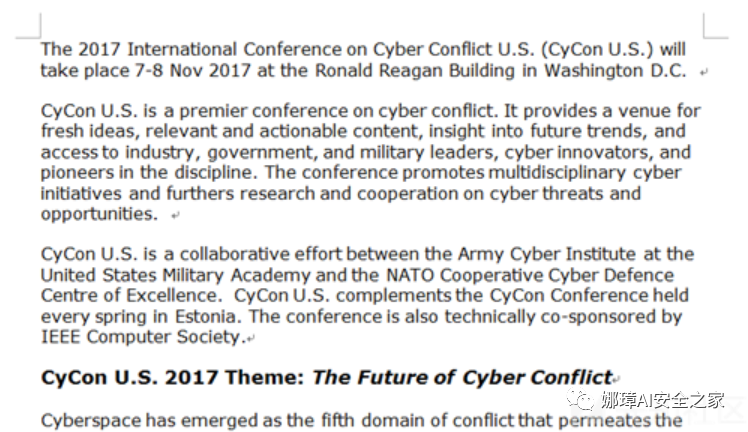 The 2017 International Conference on Cyber Conflict U.S. (CyCon U.S.) will
take place 7-8 Nov 2017 at the Ronald Reagan Building in Washington D.C.
CyCon U.S. is a premier conference on cyber conflict. It provides a venue for
fresh ideas, relevant and actionable content, insight into future trends, and
access to industry, government, and military leaders, cyber innovators, and
pioneers in the discipline. The conference promotes multidisciplinary cyber
initiatives and furthers research and cooperation on cyber threats and
opportunities.
CyCon U.S. is a collaborative effort between the Army Cyber Institute at the
United States Military Academy and the NATO Cooperative Cyber Defence
Centre of Excellence. CyCon U.S. complements the CyCon Conference held
every spring in Estonia. The conference is also technically co-sponsored by
IEEE Computer Society.
CyCon U.S. 2017 Theme: The Future of Cyber Conflict
娜璋AI安全之家
Cyberspace has emerged as the fifth domain of conflict that permeates the